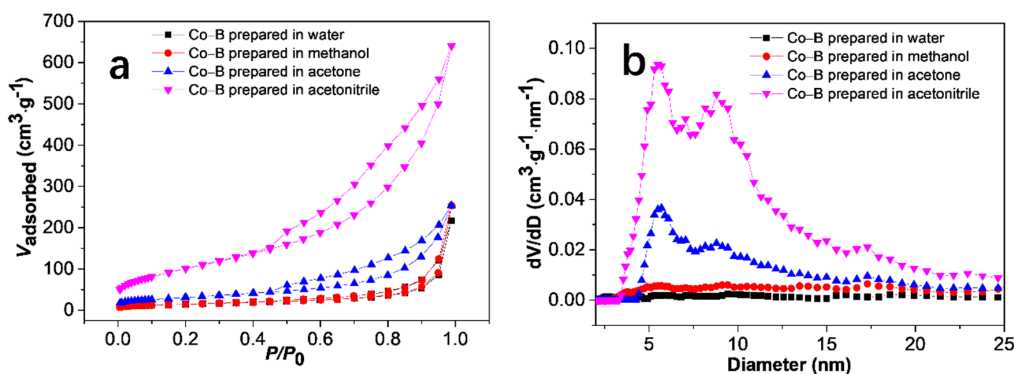 a
Co–B prepared in water
Co–B prepared in methanol
Co–B prepared in acetone
Co–B prepared in acetonitrile
700
600
500
400
300
200
100
0
Vadsorbed (cm³·g⁻¹)
0.0 0.2 0.4 0.6 0.8 1.0
P/P₀
b
Co–B prepared in water
Co–B prepared in methanol
Co–B prepared in acetone
Co–B prepared in acetonitrile
0.10
0.08
0.06
0.04
0.02
0.00
dV/dD (cm³·g⁻¹·nm⁻¹)
5 10 15 20 25
Diameter (nm)